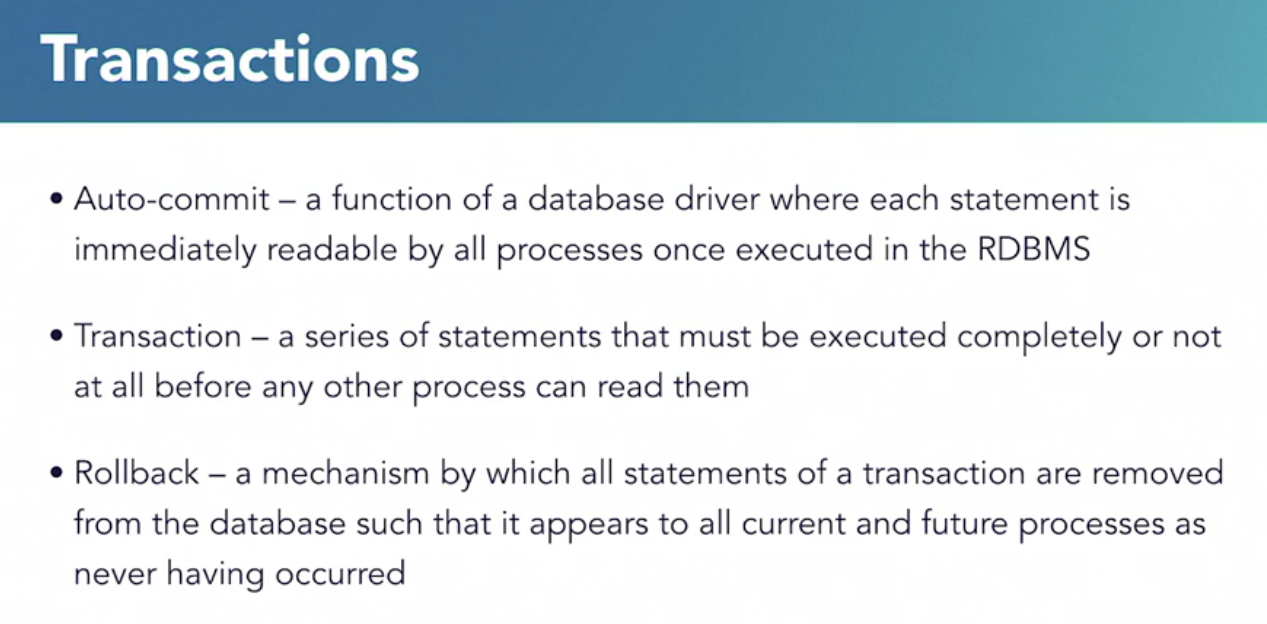 Transactions
• Auto-commit – a function of a database driver where each statement is
immediately readable by all processes once executed in the RDBMS
• Transaction – a series of statements that must be executed completely or not
at all before any other process can read them
• Rollback – a mechanism by which all statements of a transaction are removed
from the database such that it appears to all current and future processes as
never having occurred